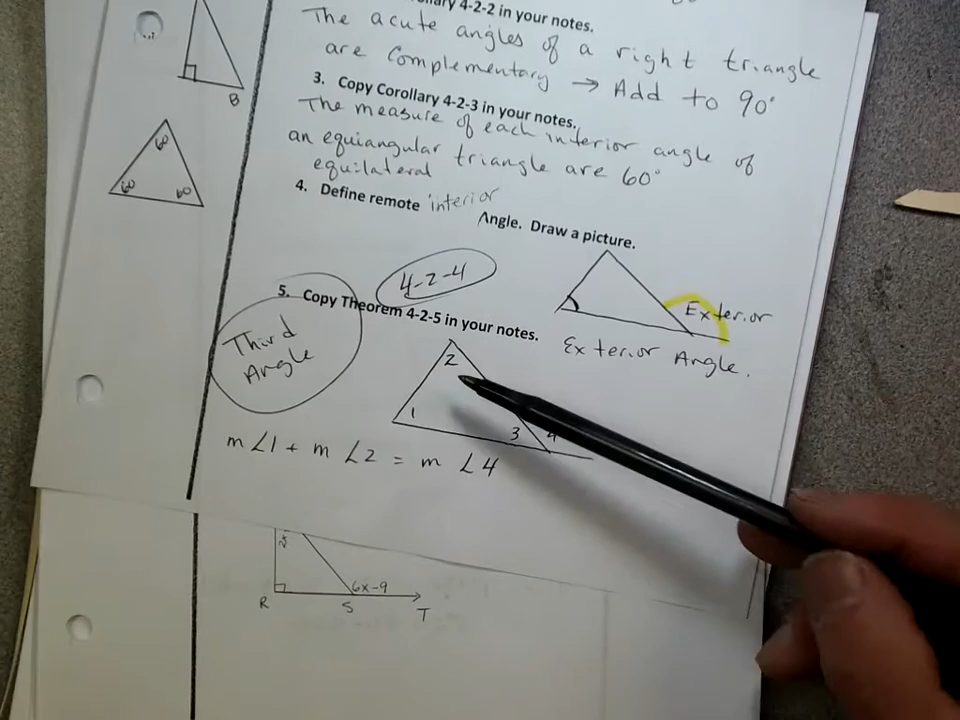 4-2-2 in your notes.
The acute angles of a right triangle
are complementary → Add to 90°
B
3. Copy Corollary 4-2-3 in your notes.
The measure of each interior angle of
an equiangular triangle are 60°
equilateral
60
60 60
4. Define remote interior Angle. Draw a picture.
4-2-4
5. Copy Theorem 4-2-5 in your notes.
Exterior
Exterior Angle.
Third
Angle
2
1 3 4
m∠1 + m∠2 = m∠4
6x-9
R S T